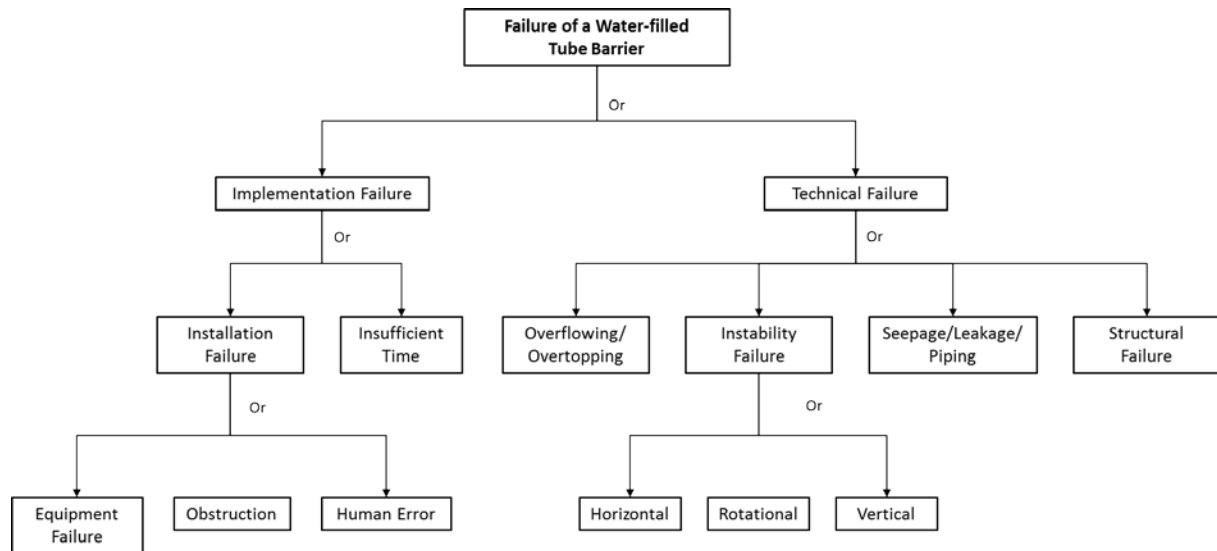 Failure of a Water-filled
Tube Barrier
Or
Implementation Failure
Technical Failure
Or
Or
Installation
Failure
Insufficient
Time
Overflowing/
Overtopping
Instability
Failure
Seepage/Leakage/
Piping
Structural
Failure
Or
Or
Equipment
Failure
Obstruction
Human Error
Horizontal
Rotational
Vertical